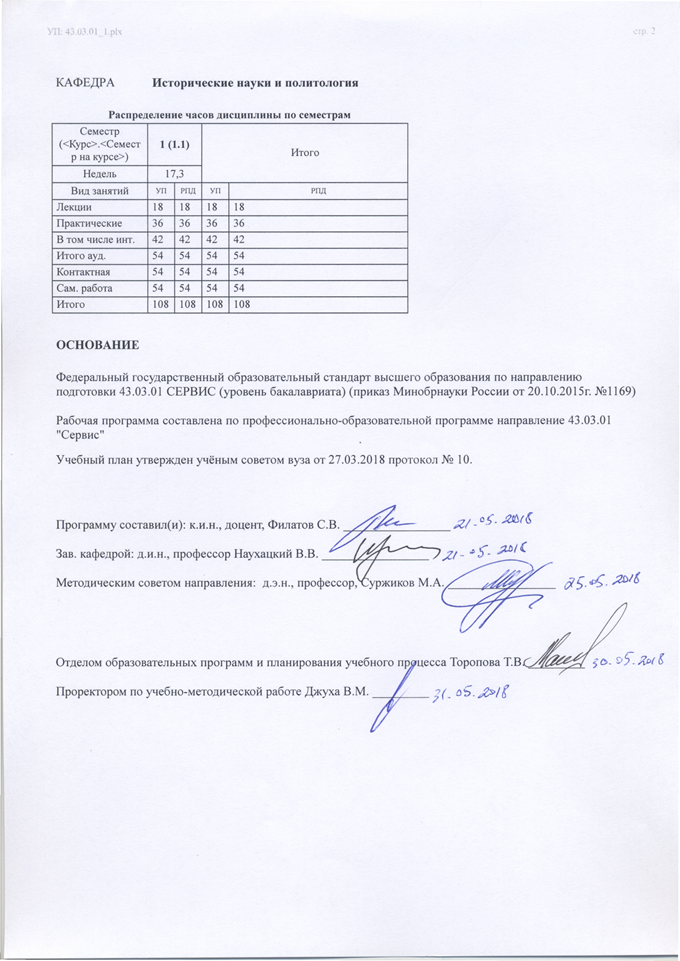 УП: 43.03.01_1.plx стр. 2
КАФЕДРА Исторические науки и политология
Распределение часов дисциплины по семестрам
Семестр
(<Курс>.<Семест
р на курсе>)
1 (1.1)
Итого
Недель 17,3
Вид занятий УП РПД УП РПД
Лекции 18 18 18 18
Практические 36 36 36 36
В том числе инт. 42 42 42 42
Итого ауд. 54 54 54 54
Контактная 54 54 54 54
Сам. работа 54 54 54 54
Итого 108 108 108 108
ОСНОВАНИЕ
Федеральный государственный образовательный стандарт высшего образования по направлению
подготовки 43.03.01 СЕРВИС (уровень бакалавриата) (приказ Минобрнауки России от 20.10.2015г. №1169)
Рабочая программа составлена по профессионально-образовательной программе направление 43.03.01
"Сервис"
Учебный план утвержден учёным советом вуза от 27.03.2018 протокол № 10.
Программу составил(и): к.и.н., доцент, Филатов С.В. 21-05.2018
Зав. кафедрой: д.и.н., профессор Наухацкий В.В. 21-05.2018
Методическим советом направления: д.э.н., профессор, Суржиков М.А. 25.05.2018
Отделом образовательных программ и планирования учебного процесса Торопова Т.В. 30.05.2018
Проректором по учебно-методической работе Джуха В.М. 31.05.2018